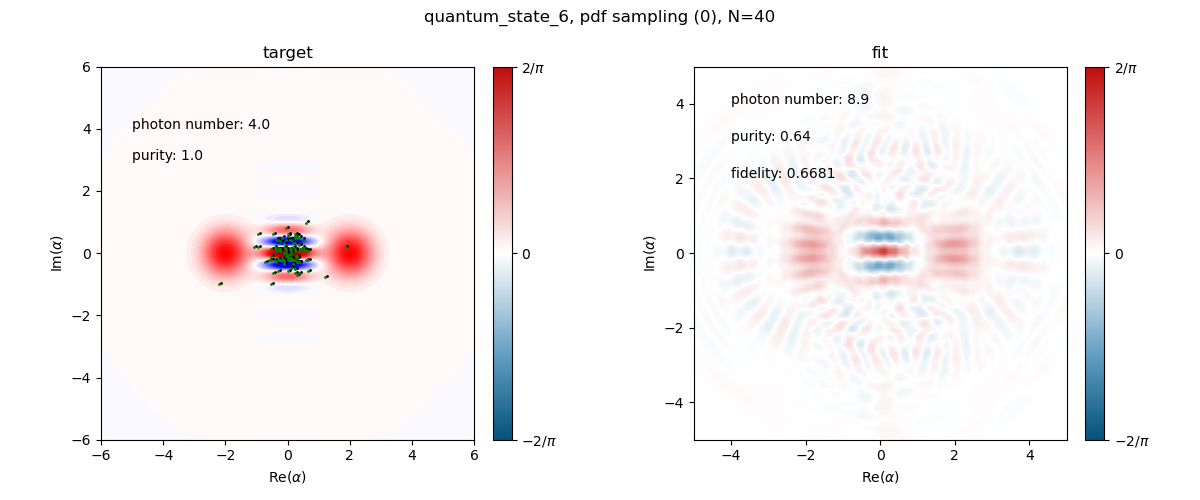 quantum_state_6, pdf sampling (0), N=40
target
6
4
2
0
−2
−4
−6
−6
−4
−2
0
2
4
6
Im(α)
Re(α)
photon number: 4.0
purity: 1.0
2/π
0
−2/π
fit
4
2
0
−2
−4
−4
−2
0
2
4
Im(α)
Re(α)
photon number: 8.9
purity: 0.64
fidelity: 0.6681
2/π
0
−2/π